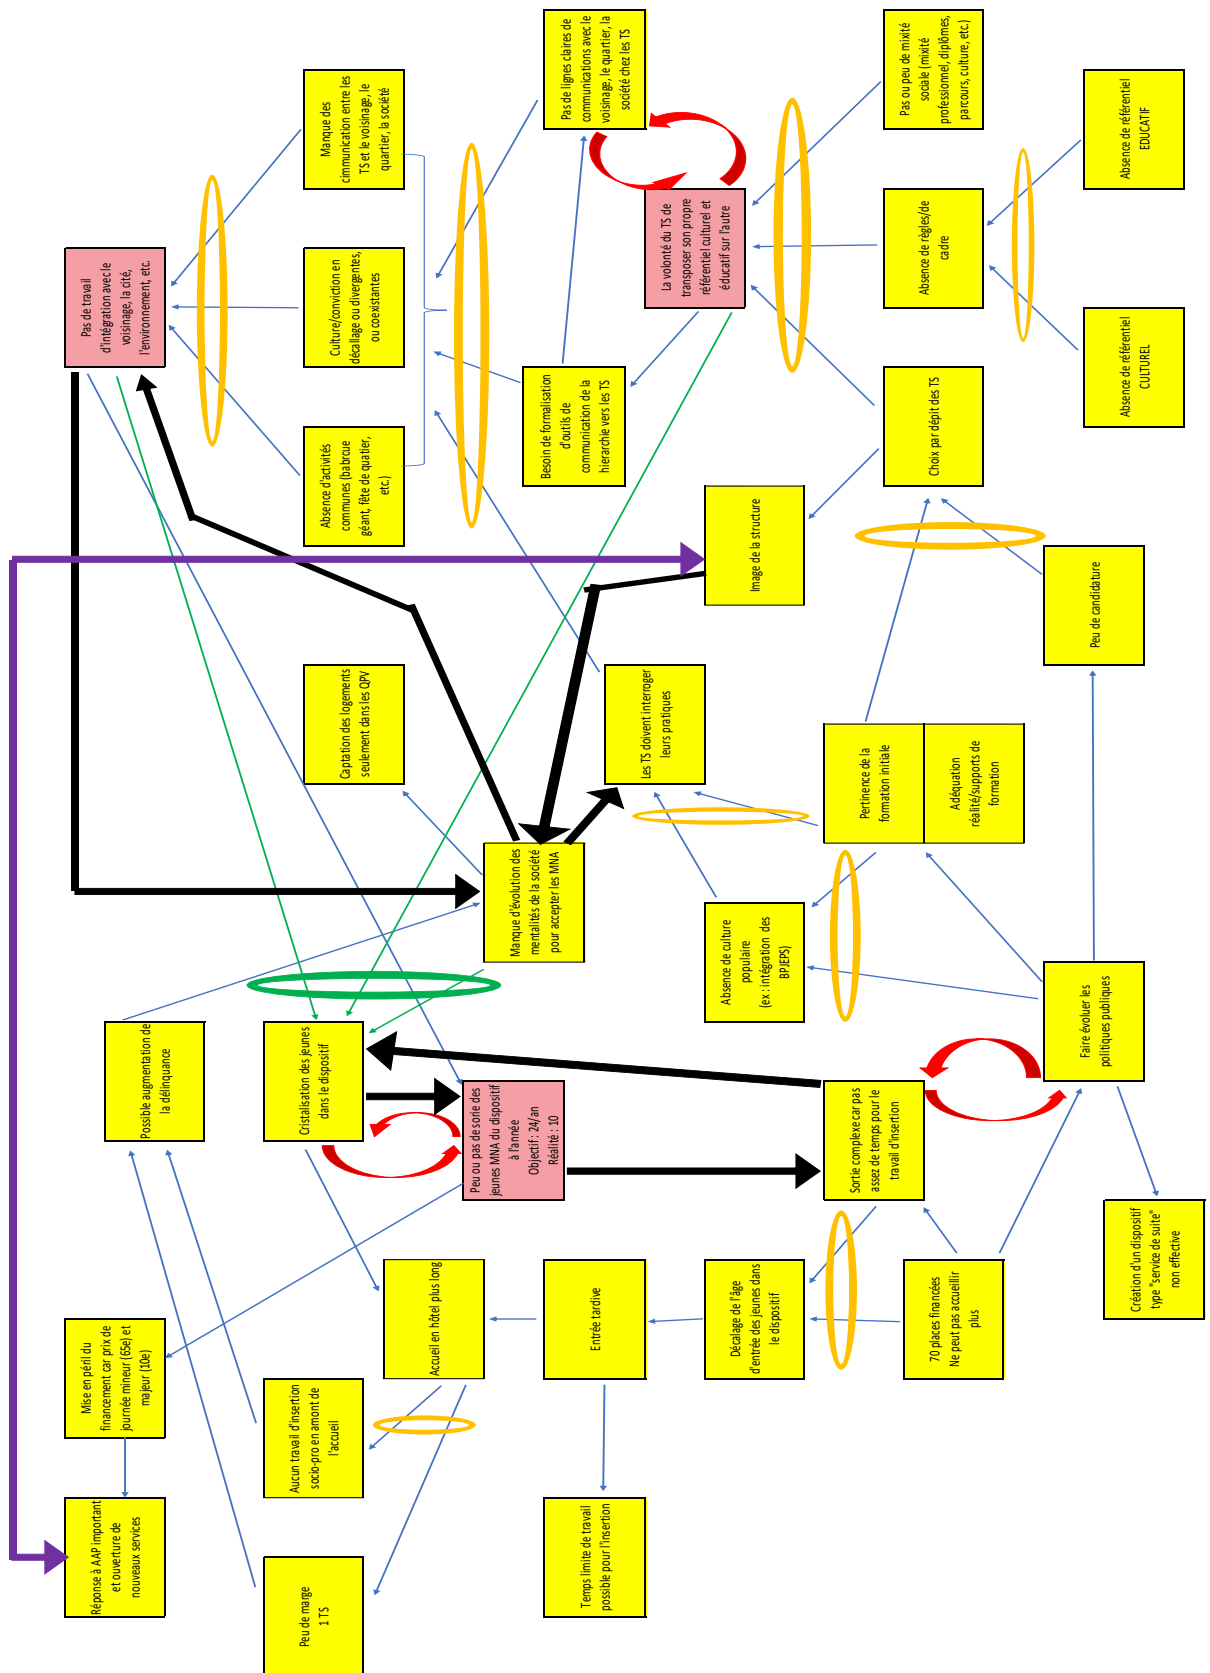 Réponse à AAP important
et ouverture de
nouveaux services
Mise en péril du
financement car prix de
journée mineur (65e) et
majeur (10e)
Possible augmentation de
la délinquance
Pas de travail
d'intégration avec le
voisinage, la cité,
l'environnement, etc.
Peu de marge
1 TS
Aucun travail d'insertion
socio-pro en amont de
l'accueil
Cristalisation des jeunes
dans le dispositif
Captation des logements
seulement dans les QPV
Absence d'activités
communes (babrcue
géant, fête de quatier,
etc.)
Culture/conviction en
décallage ou divergentes,
ou coexistantes
Manque des
cimmunication entre les
TS et le voisinage, le
quartier, la société
Accueil en hôtel plus long
Peu ou pas de sorie des
jeunes MNA du dispositif
à l'année
Objectif : 24/an
Réalité : 10
Manque d'évolution des
mentalités de la société
pour accepter les MNA
Besoin de formalisation
d'outils de
communication de la
hierarchie vers les TS
Temps limite de travail
possible pour l'insertion
Entrée tardive
Pas de lignes claires de
communications avec le
voisinage, le quartier, la
société chez les TS
Les TS doivent interroger
leurs pratiques
La volonté du TS de
transposer son propre
référentiel culturel et
éducatif sur l'autre
Décalage de l'âge
d'entrée des jeunes dans
le dispositif
Absence de culture
populaire
(ex : intégration des
BPJEPS)
Image de la structure
Sortie complexe car pas
assez de temps pour le
travail d'insertion
Pertinence de la
formation initiale
Adéquation
réalité/supports de
formation
70 places financées
Ne peut pas accueillir
plus
Choix par dépit des TS
Absence de règles/de
cadre
Pas ou peu de mixité
sociale (mixité
professionnel, diplômes,
parcours, culture, etc.)
Faire évoluer les
politiques publiques
Peu de candidature
Absence de référentiel
CULTUREL
Absence de référentiel
EDUCATIF
Création d'un dispositif
type "service de suite"
non effective